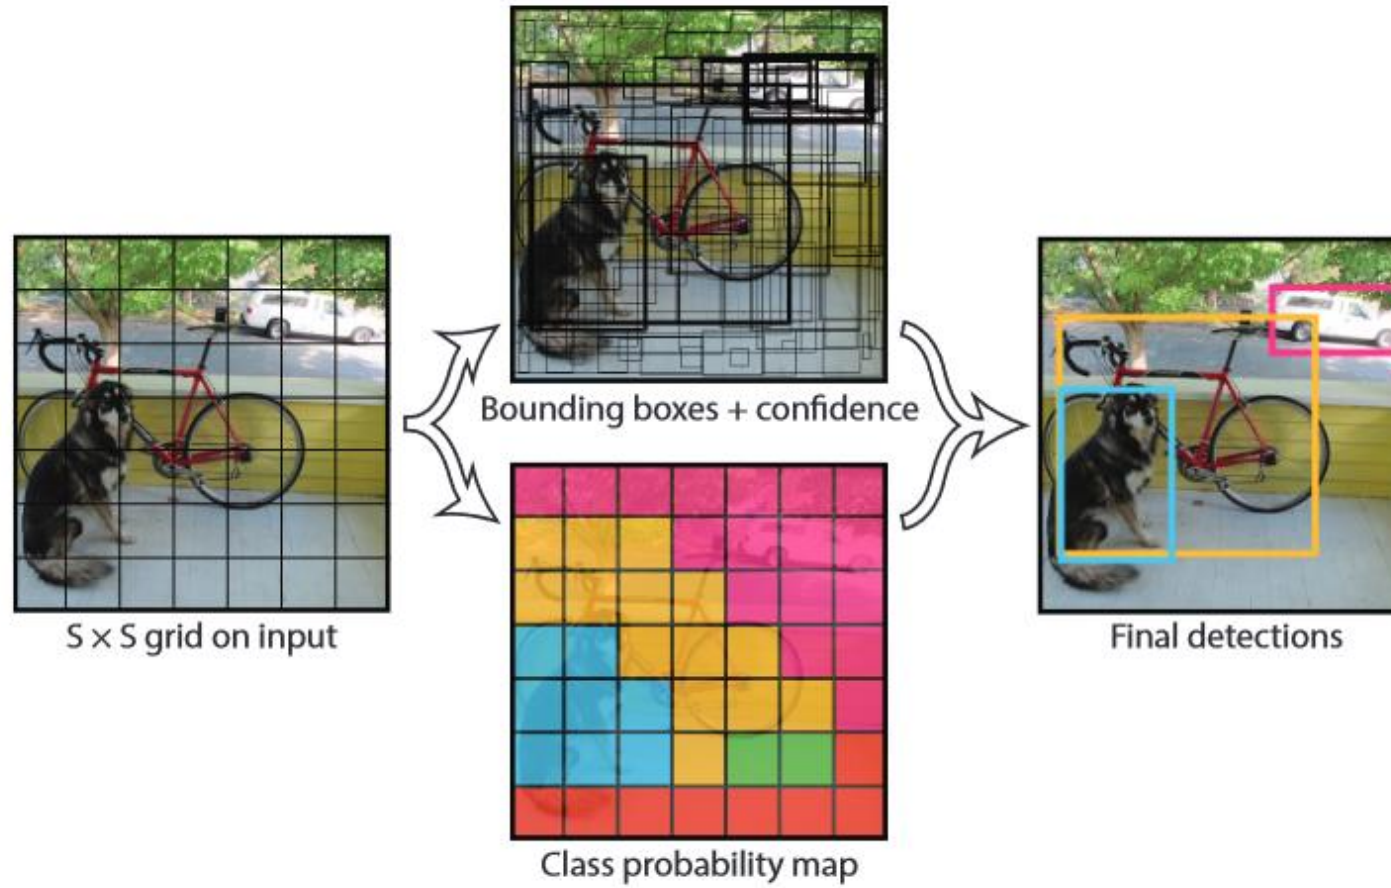 S × S grid on input
Bounding boxes + confidence
Class probability map
Final detections